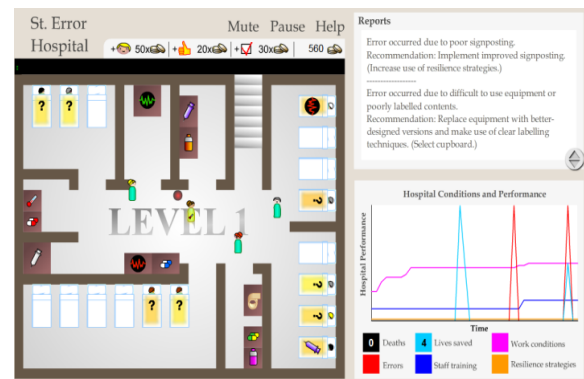 St. Error
Hospital
Mute Pause Help
+ 50x + 20x + 30x 560
LEVEL 1
? ?
?
?
?
? ?
Reports
Error occurred due to poor signposting.
Recommendation: Implement improved signposting.
(Increase use of resilience strategies.)
--------------------
Error occurred due to difficult to use equipment or
poorly labelled contents.
Recommendation: Replace equipment with better-
designed versions and make use of clear labelling
techniques. (Select cupboard.)
Hospital Conditions and Performance
Hospital Performance
Time
0 Deaths 4 Lives saved Work conditions
Errors Staff training Resilience strategies